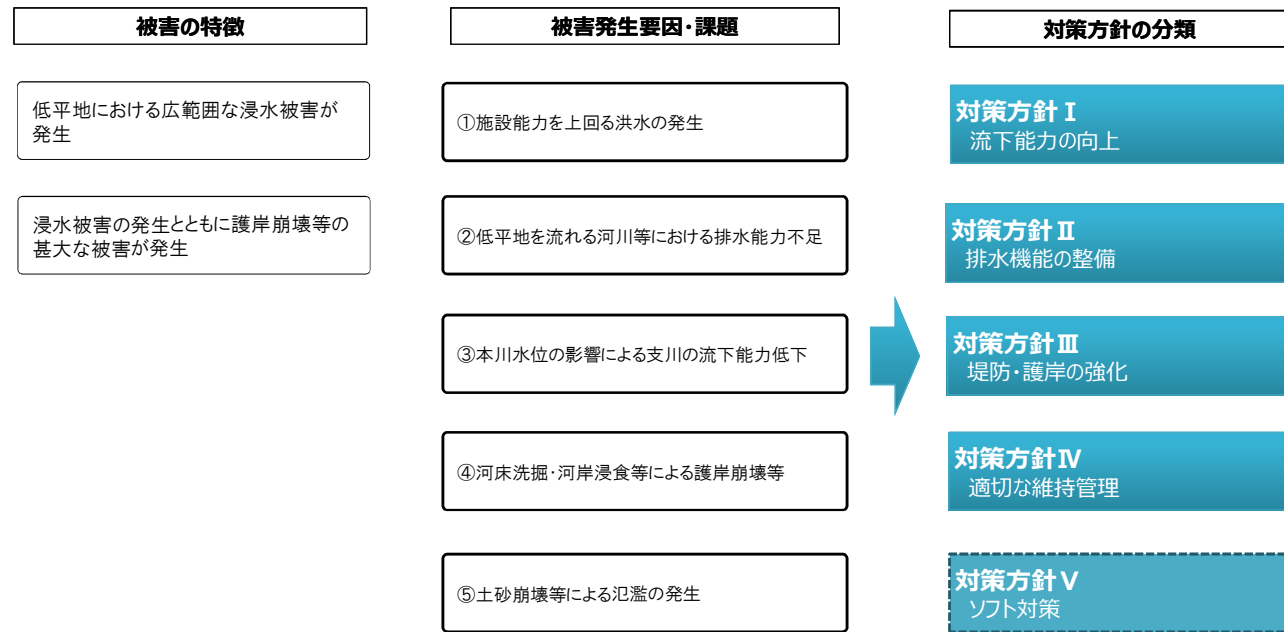 被害の特徴
低平地における広範囲な浸水被害が
発生
浸水被害の発生とともに護岸崩壊等の
甚大な被害が発生
被害発生要因・課題
①施設能力を上回る洪水の発生
②低平地を流れる河川等における排水能力不足
③本川水位の影響による支川の流下能力低下
④河床洗掘・河岸浸食等による護岸崩壊等
⑤土砂崩壊等による氾濫の発生
対策方針の分類
対策方針Ⅰ
流下能力の向上
対策方針Ⅱ
排水機能の整備
対策方針Ⅲ
堤防・護岸の強化
対策方針Ⅳ
適切な維持管理
対策方針Ⅴ
ソフト対策